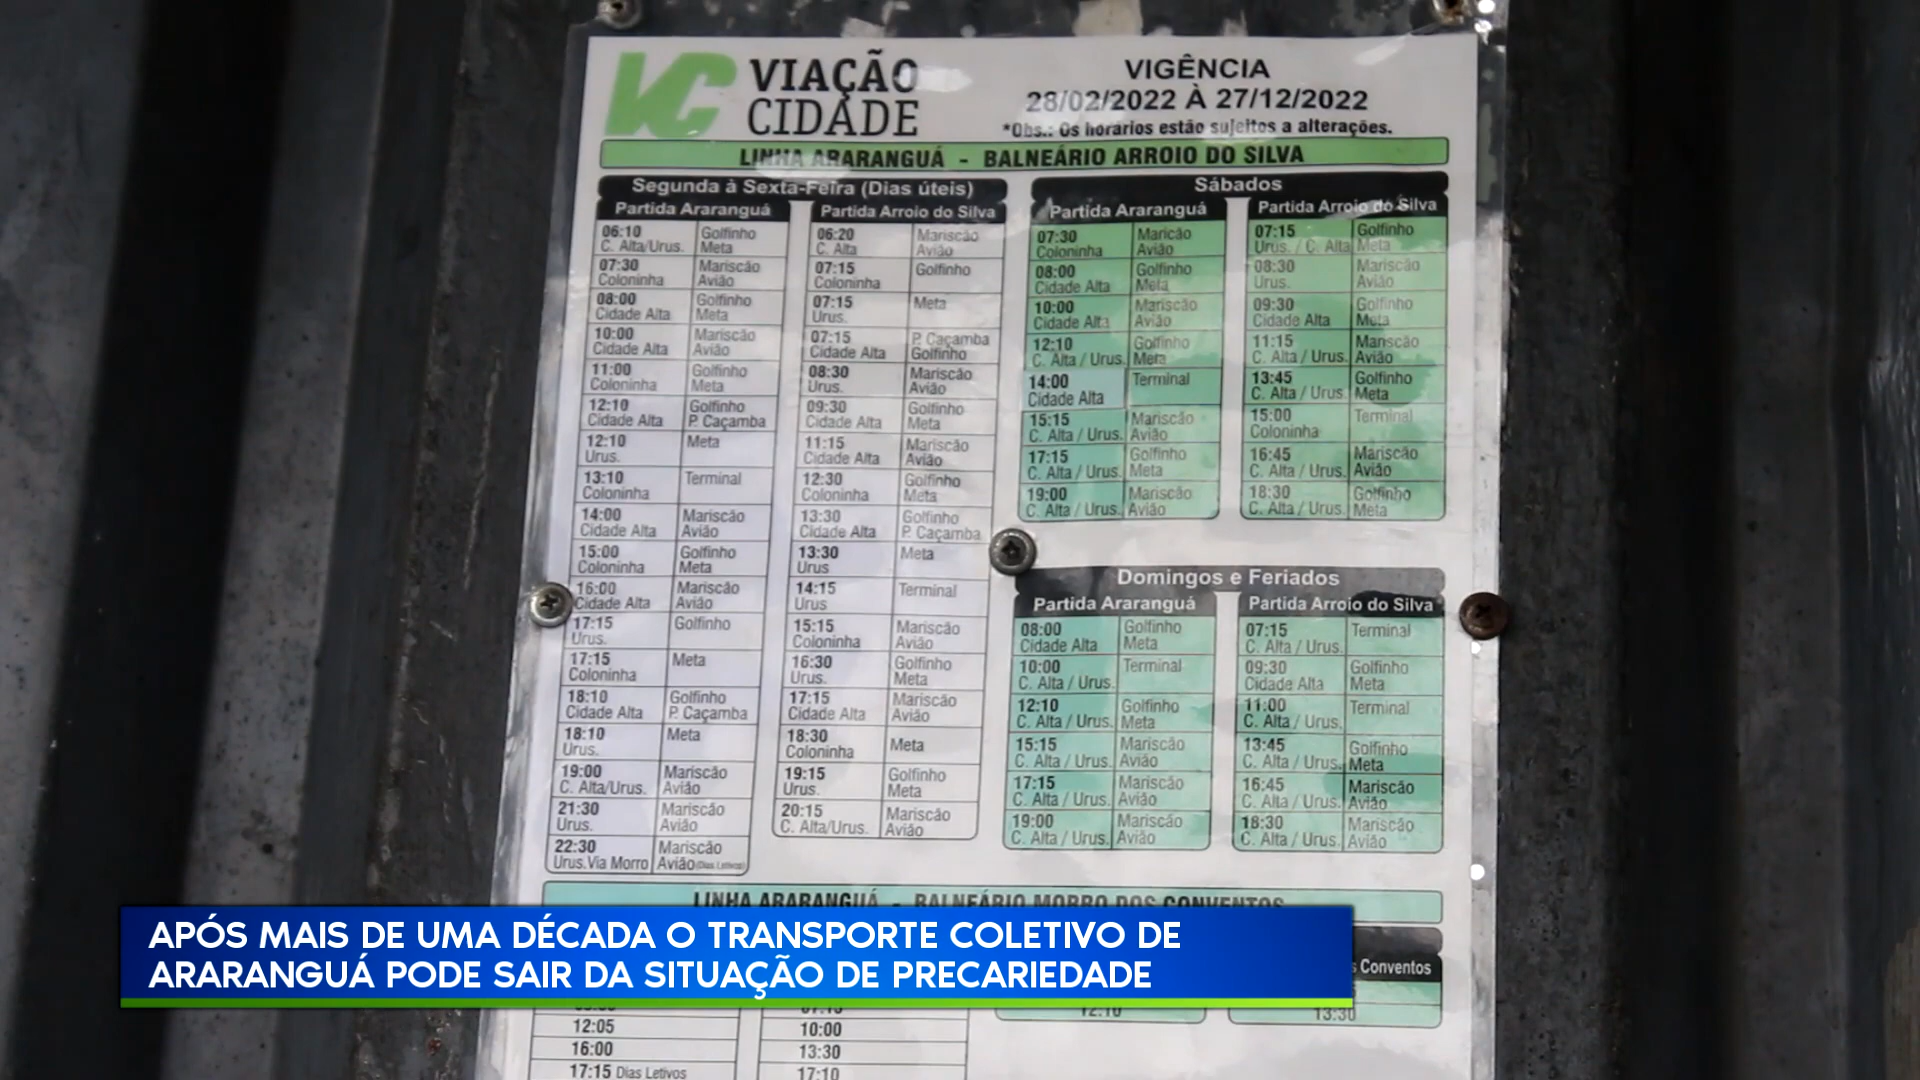 VC VIAÇÃO
CIDADE
VIGÊNCIA
28/02/2022 À 27/12/2022
*Obs.: Os horários estão sujeitos a alterações.
LINHA ARARANGUÁ - BALNEÁRIO ARROIO DO SILVA
Segunda à Sexta-Feira (Dias úteis)
Partida Araranguá
06:10 Golfinho
C. Alta/Urus. Meta
07:30 Mariscão
Coloninha Avião
08:00 Golfinho
Cidade Alta Meta
10:00 Mariscão
Cidade Alta Avião
11:00 Golfinho
Coloninha Meta
12:10 Golfinho
Cidade Alta P. Caçamba
12:10 Meta
Urus.
13:10 Terminal
Coloninha
14:00 Mariscão
Cidade Alta Avião
15:00 Golfinho
Coloninha Meta
16:00 Mariscão
Cidade Alta Avião
17:15 Golfinho
Urus.
17:15 Meta
Coloninha
18:10 Golfinho
Cidade Alta P. Caçamba
18:10 Meta
Urus.
19:00 Mariscão
C. Alta/Urus. Avião
21:30 Mariscão
Urus. Avião
22:30 Mariscão
Urus.Via Morro Avião (Dias Letivos)
Partida Arroio do Silva
06:20 Mariscão
C. Alta Avião
07:15 Golfinho
Coloninha
07:15 Meta
Urus.
07:15 P. Caçamba
Cidade Alta Golfinho
08:30 Mariscão
Urus. Avião
09:30 Golfinho
Cidade Alta Meta
11:15 Mariscão
Cidade Alta Avião
12:30 Golfinho
Coloninha Meta
13:30 Golfinho
Cidade Alta P. Caçamba
13:30 Meta
Urus
14:15 Terminal
Urus
15:15 Mariscão
Coloninha Avião
16:30 Golfinho
Urus. Meta
17:15 Mariscão
Cidade Alta Avião
18:30 Meta
Coloninha
19:15 Golfinho
Urus. Meta
20:15 Mariscão
C. Alta/Urus. Avião
Sábados
Partida Araranguá
07:30 Maricão
Coloninha Avião
08:00 Golfinho
Cidade Alta Meta
10:00 Mariscão
Cidade Alta Avião
12:10 Golfinho
C. Alta / Urus. Meta
14:00 Terminal
Cidade Alta
15:15 Mariscão
C. Alta / Urus. Avião
17:15 Golfinho
C. Alta / Urus. Meta
19:00 Mariscão
C. Alta / Urus. Avião
Partida Arroio do Silva
07:15 Golfinho
Urus. / C. Alta Meta
08:30 Mariscão
Urus. Avião
09:30 Golfinho
Cidade Alta Meta
11:15 Mariscão
C. Alta / Urus. Avião
13:45 Golfinho
C. Alta / Urus. Meta
15:00 Terminal
Coloninha
16:45 Mariscão
C. Alta / Urus. Avião
18:30 Golfinho
C. Alta / Urus. Meta
Domingos e Feriados
Partida Araranguá
08:00 Golfinho
Cidade Alta Meta
10:00 Terminal
C. Alta / Urus.
12:10 Golfinho
C. Alta / Urus. Meta
15:15 Mariscão
C. Alta / Urus. Avião
17:15 Mariscão
C. Alta / Urus. Avião
19:00 Mariscão
C. Alta / Urus. Avião
Partida Arroio do Silva
07:15 Terminal
C. Alta / Urus.
09:30 Golfinho
Cidade Alta Meta
11:00 Terminal
C. Alta / Urus.
13:45 Golfinho
C. Alta / Urus. Meta
16:45 Mariscão
C. Alta / Urus. Avião
18:30 Mariscão
C. Alta / Urus. Avião
LINHA ARARANGUÁ - BALNEÁRIO MORRO DOS CONVENTOS
APÓS MAIS DE UMA DÉCADA O TRANSPORTE COLETIVO DE
ARARANGUÁ PODE SAIR DA SITUAÇÃO DE PRECARIEDADE
s Conventos
12:05
16:00
17:15 Dias Letivos
07:15
10:00
13:30
17:10
12:10
13:30